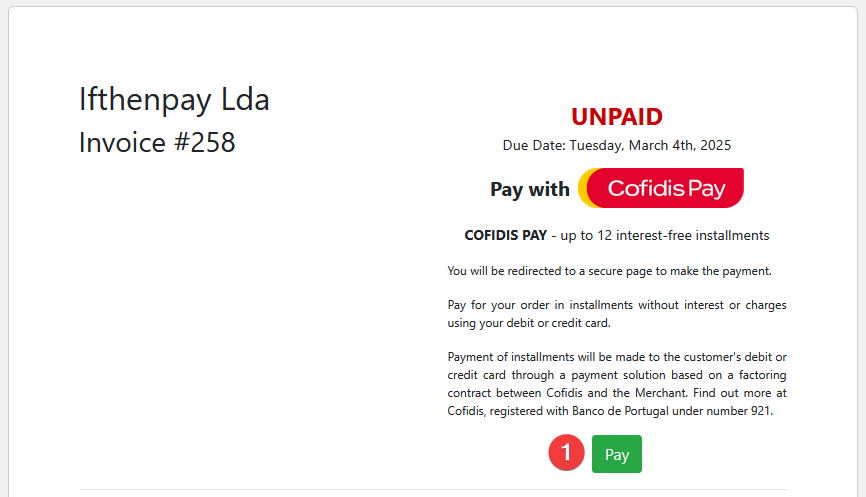 Ifthenpay Lda
Invoice #258
UNPAID
Due Date: Tuesday, March 4th, 2025
Pay with Cofidis Pay
COFIDIS PAY - up to 12 interest-free installments
You will be redirected to a secure page to make the payment.
Pay for your order in installments without interest or charges
using your debit or credit card.
Payment of installments will be made to the customer's debit or
credit card through a payment solution based on a factoring
contract between Cofidis and the Merchant. Find out more at
Cofidis, registered with Banco de Portugal under number 921.
1 Pay